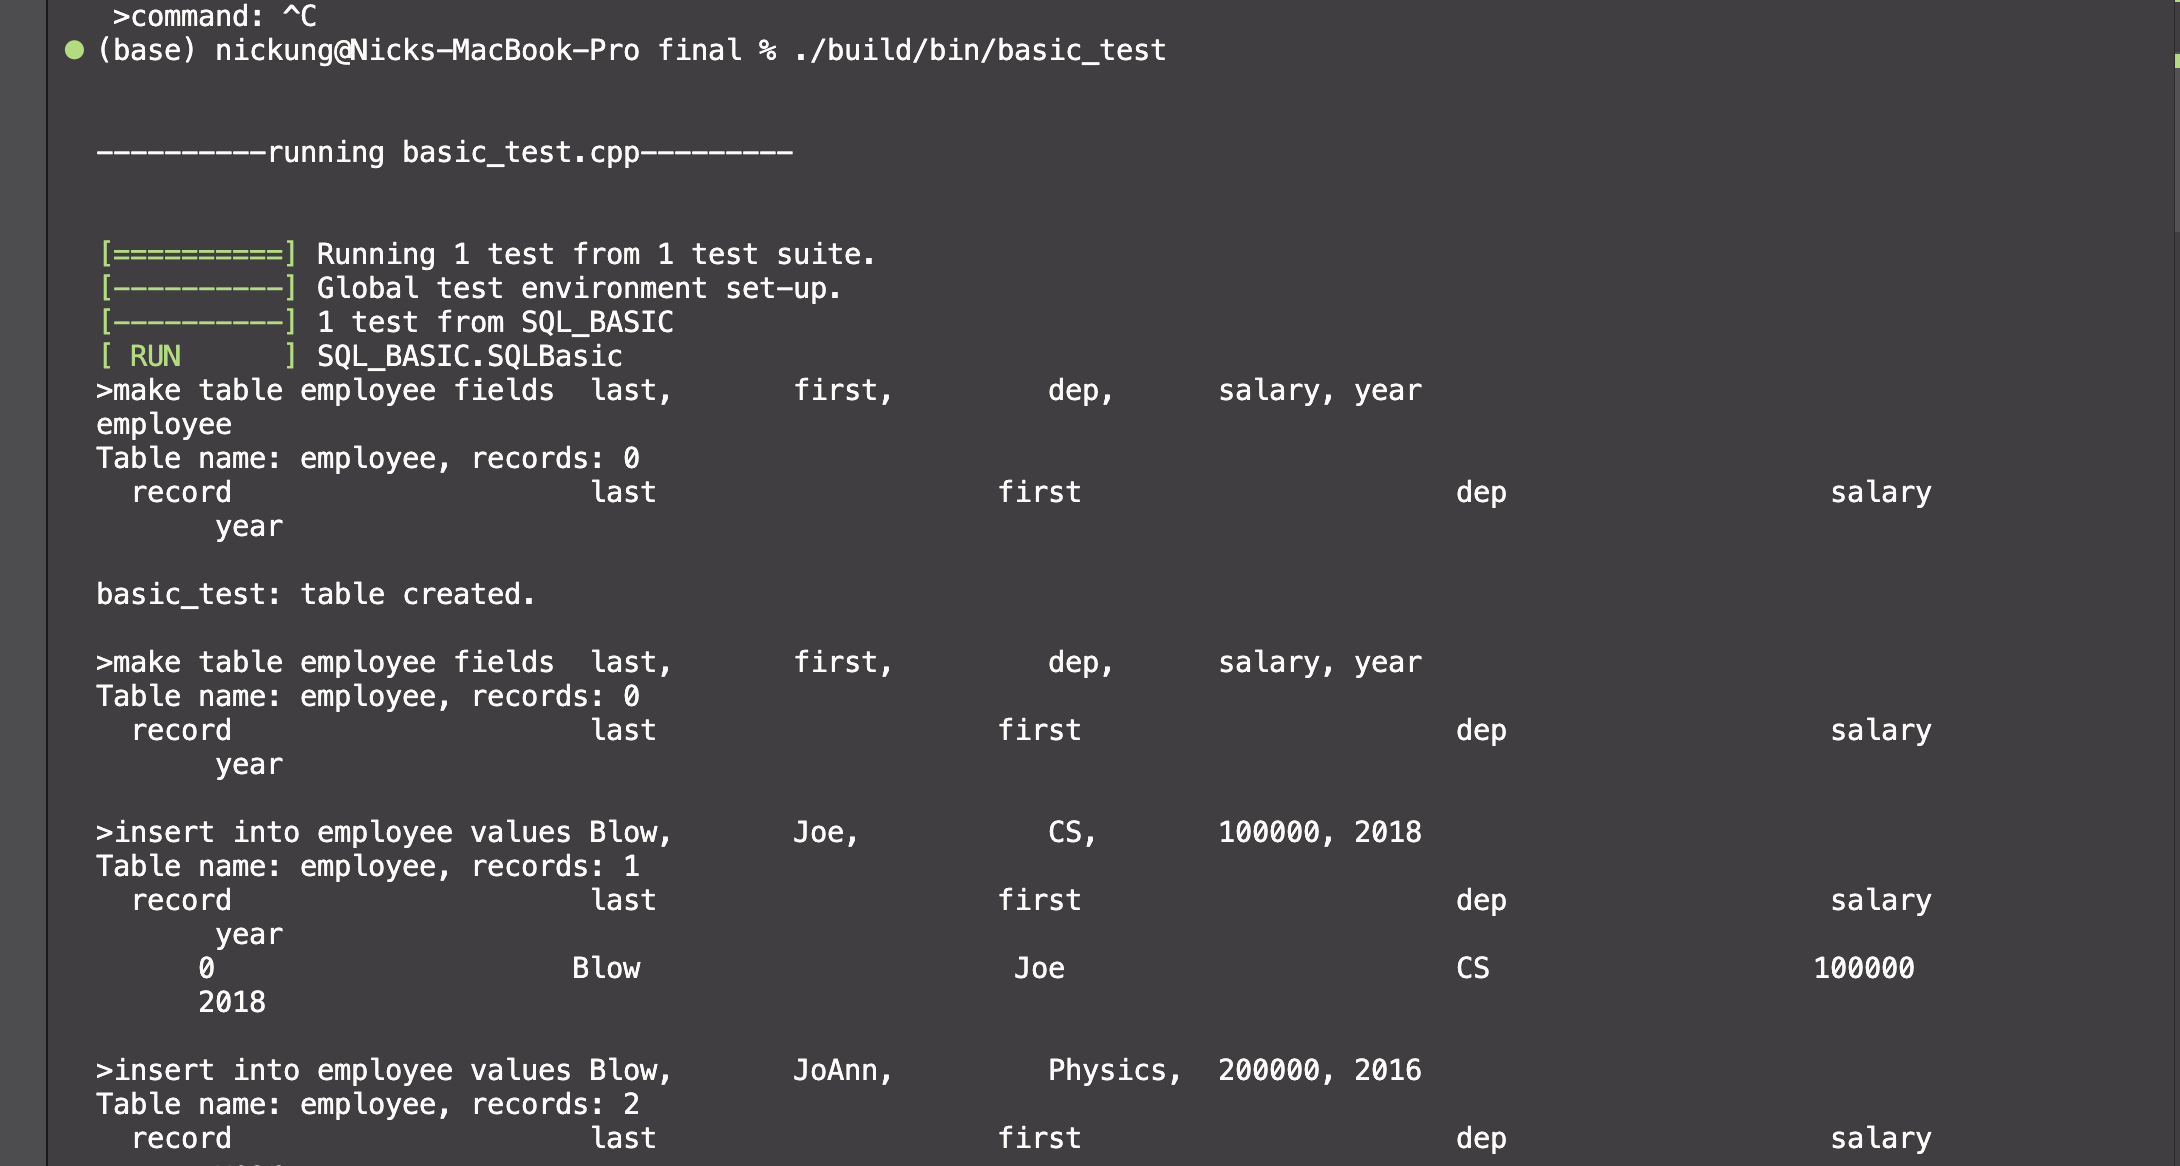 >command: ^C
(base) nickung@Nicks-MacBook-Pro final % ./build/bin/basic_test
----------running basic_test.cpp---------
[==========] Running 1 test from 1 test suite.
[----------] Global test environment set-up.
[----------] 1 test from SQL_BASIC
[ RUN      ] SQL_BASIC.SQLBasic
>make table employee fields  last,       first,         dep,      salary, year
employee
Table name: employee, records: 0
  record                     last                    first                      dep                   salary
       year
basic_test: table created.
>make table employee fields  last,       first,         dep,      salary, year
Table name: employee, records: 0
  record                     last                    first                      dep                   salary
       year
>insert into employee values Blow,       Joe,           CS,       100000, 2018
Table name: employee, records: 1
  record                     last                    first                      dep                   salary
       year
      0                     Blow                      Joe                       CS                   100000
      2018
>insert into employee values Blow,       JoAnn,         Physics,  200000, 2016
Table name: employee, records: 2
  record                     last                    first                      dep                   salary